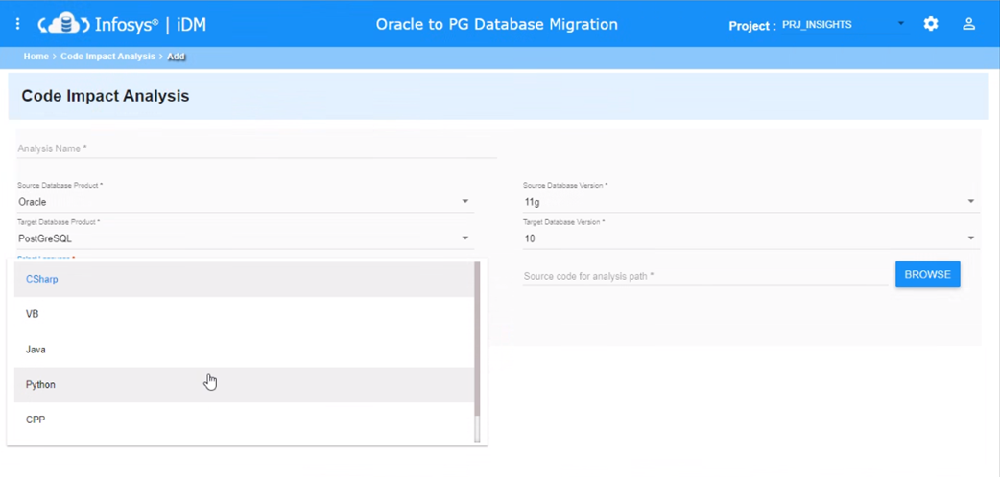 Infosys® | iDM
Oracle to PG Database Migration
Project : PRJ_INSIGHTS
Home > Code Impact Analysis > Add
Code Impact Analysis
Analysis Name *
Source Database Product *
Source Database Version *
Oracle
11g
Target Database Product *
Target Database Version *
PostGreSQL
10
Select Language *
Source code for analysis path *
BROWSE
CSharp
VB
Java
Python
CPP